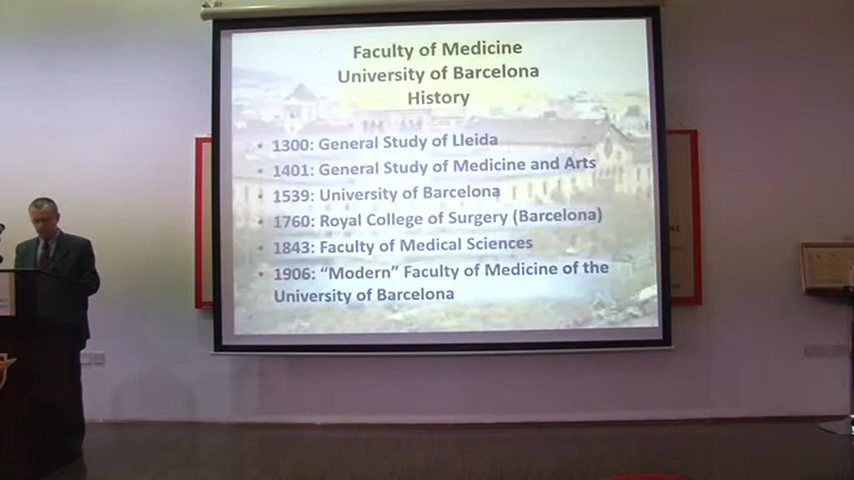 Faculty of Medicine
University of Barcelona
History
• 1300: General Study of Lleida
• 1401: General Study of Medicine and Arts
• 1539: University of Barcelona
• 1760: Royal College of Surgery (Barcelona)
• 1843: Faculty of Medical Sciences
• 1906: “Modern” Faculty of Medicine of the
University of Barcelona